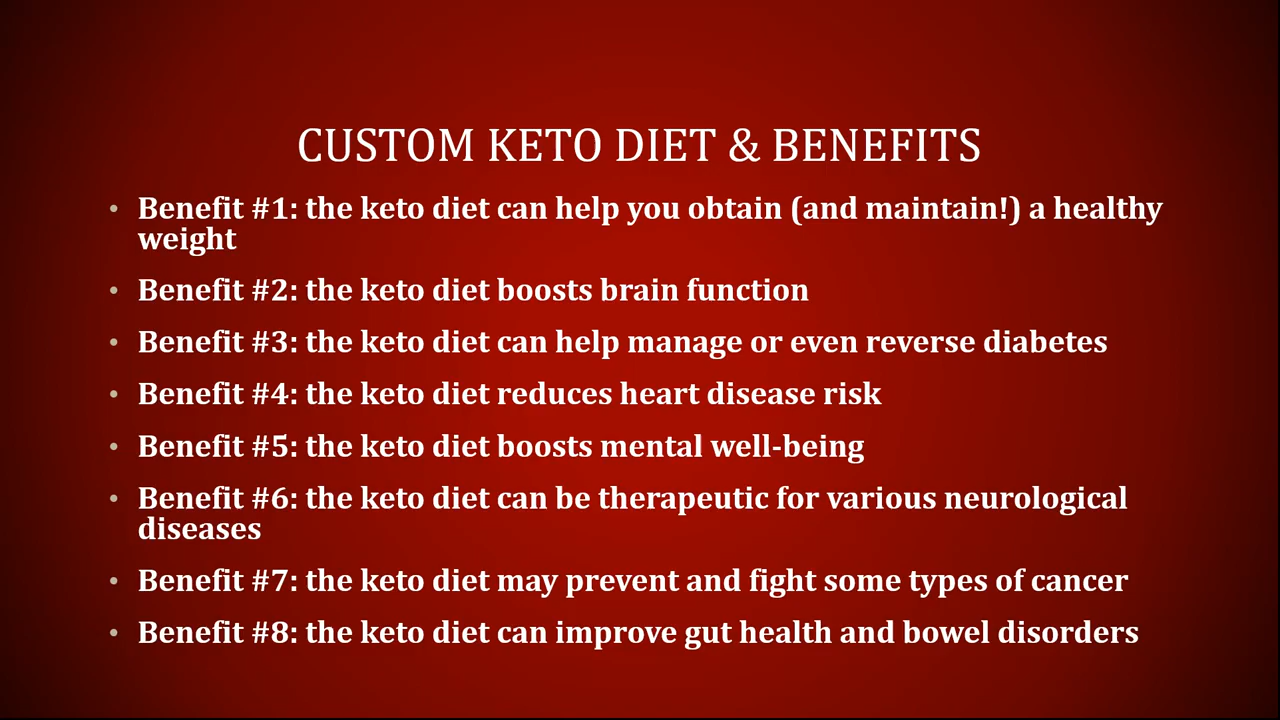 CUSTOM KETO DIET & BENEFITS
• Benefit #1: the keto diet can help you obtain (and maintain!) a healthy
weight
• Benefit #2: the keto diet boosts brain function
• Benefit #3: the keto diet can help manage or even reverse diabetes
• Benefit #4: the keto diet reduces heart disease risk
• Benefit #5: the keto diet boosts mental well-being
• Benefit #6: the keto diet can be therapeutic for various neurological
diseases
• Benefit #7: the keto diet may prevent and fight some types of cancer
• Benefit #8: the keto diet can improve gut health and bowel disorders